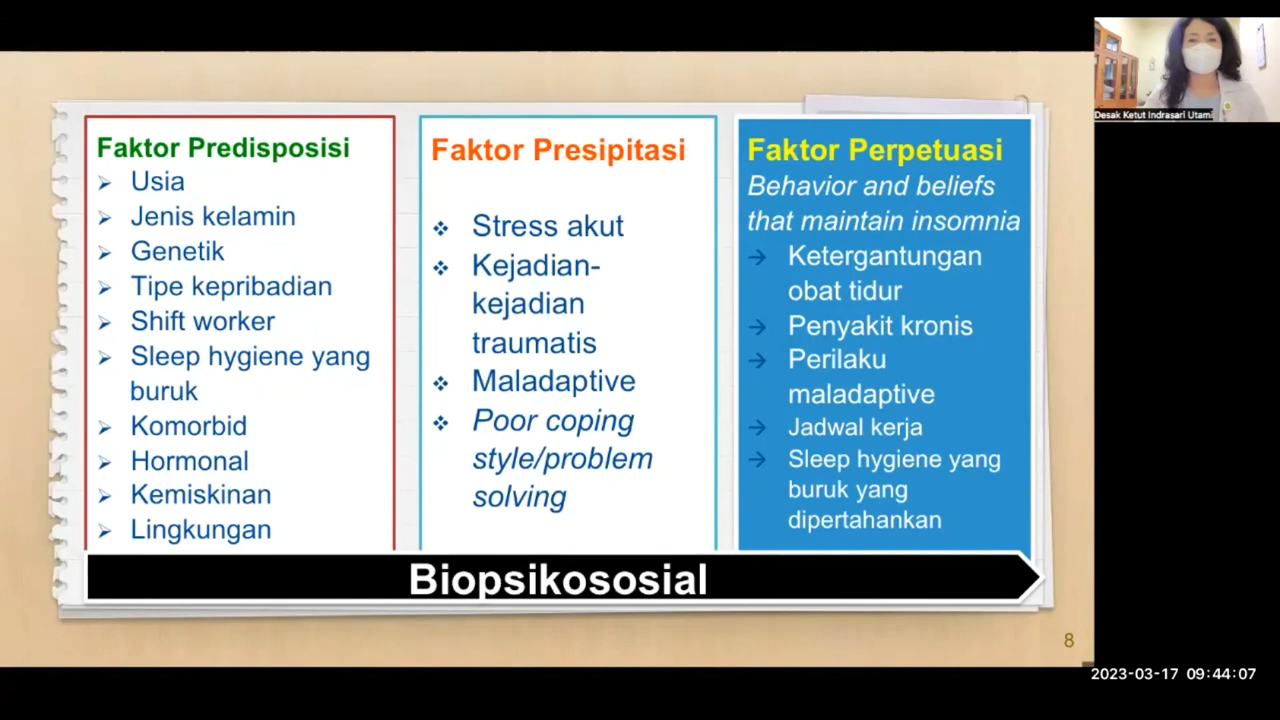 Faktor Predisposisi
Usia
Jenis kelamin
Genetik
Tipe kepribadian
Shift worker
Sleep hygiene yang
buruk
Komorbid
Hormonal
Kemiskinan
Lingkungan
Faktor Presipitasi
Stress akut
Kejadian-
kejadian
traumatis
Maladaptive
Poor coping
style/problem
solving
Faktor Perpetuasi
Behavior and beliefs
that maintain insomnia
Ketergantungan
obat tidur
Penyakit kronis
Perilaku
maladaptive
Jadwal kerja
Sleep hygiene yang
buruk yang
dipertahankan
Biopsikososial
8
Desak Ketut Indrasari Utami
2023-03-17 09:44:07